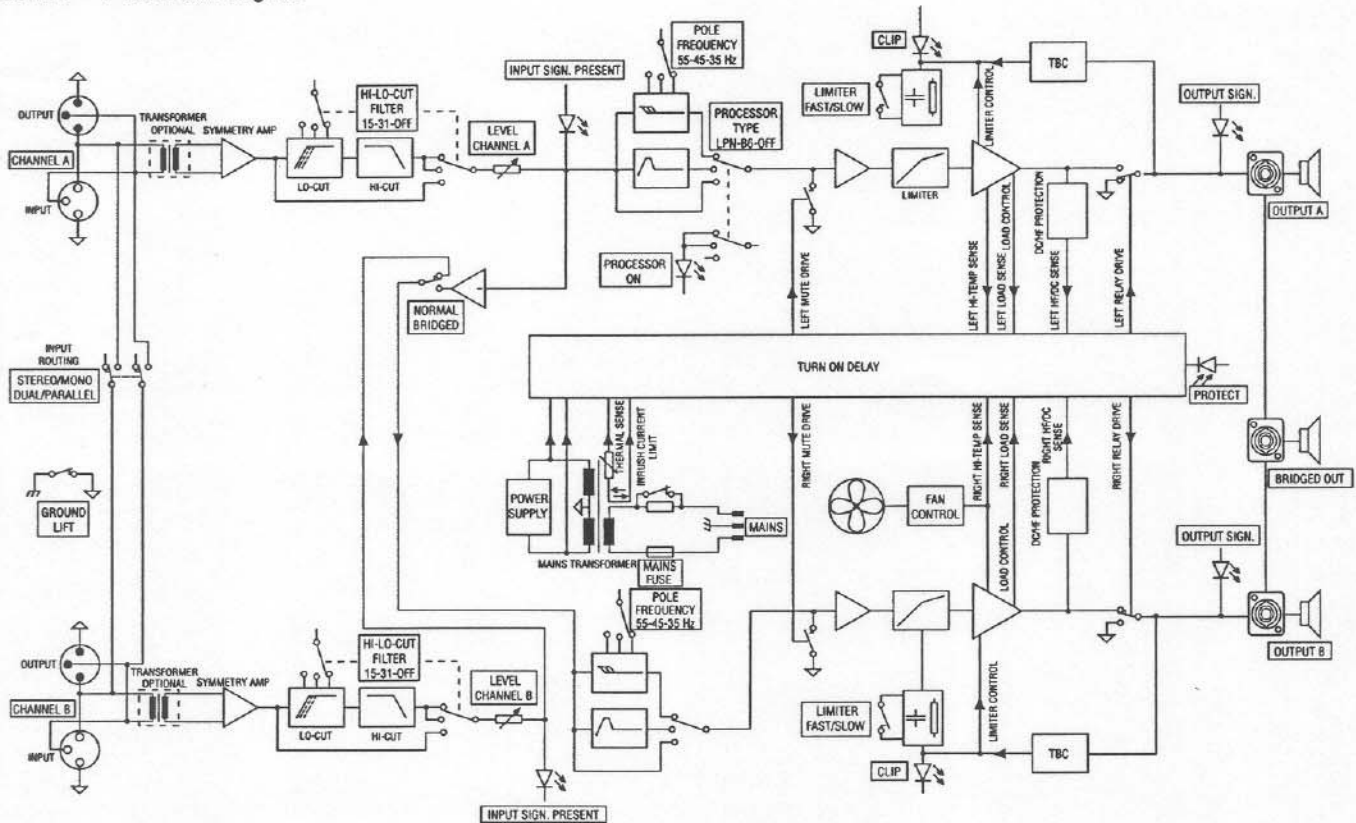 POLE
FREQUENCY
55-45-35 Hz
CLIP
TBC
INPUT SIGN. PRESENT
HI-LO-CUT
FILTER
15-31-OFF
LIMITER
FAST/SLOW
LIMITER CONTROL
OUTPUT SIGN.
OUTPUT
TRANSFORMER
OPTIONAL
SYMMETRY AMP
LEVEL
CHANNEL A
PROCESSOR
TYPE
LPN-B6-OFF
CHANNEL A
LO-CUT
HI-CUT
LIMITER
INPUT
OUTPUT A
PROCESSOR
ON
LEFT MUTE DRIVE
LEFT HI-TEMP SENSE
LEFT LOAD SENSE
LOAD CONTROL
DC/HF PROTECTION
LEFT HF/DC SENSE
LEFT RELAY DRIVE
NORMAL
BRIDGED
INPUT
ROUTING
STEREO/MONO
DUAL/PARALLEL
TURN ON DELAY
PROTECT
THERMAL SENSE
INRUSH CURRENT
LIMIT
RIGHT MUTE DRIVE
RIGHT HI-TEMP SENSE
RIGHT LOAD SENSE
RIGHT HF/DC
SENSE
RIGHT RELAY DRIVE
BRIDGED OUT
GROUND
LIFT
POWER
SUPPLY
FAN
CONTROL
MAINS
MAINS TRANSFORMER
MAINS
FUSE
LOAD CONTROL
DC/HF PROTECTION
OUTPUT SIGN.
POLE
FREQUENCY
55-45-35 Hz
HI-LO-CUT
FILTER
15-31-OFF
OUTPUT
TRANSFORMER
OPTIONAL
SYMMETRY AMP
LEVEL
CHANNEL B
OUTPUT B
CHANNEL B
LO-CUT
HI-CUT
LIMITER
FAST/SLOW
LIMITER CONTROL
INPUT
TBC
CLIP
INPUT SIGN. PRESENT